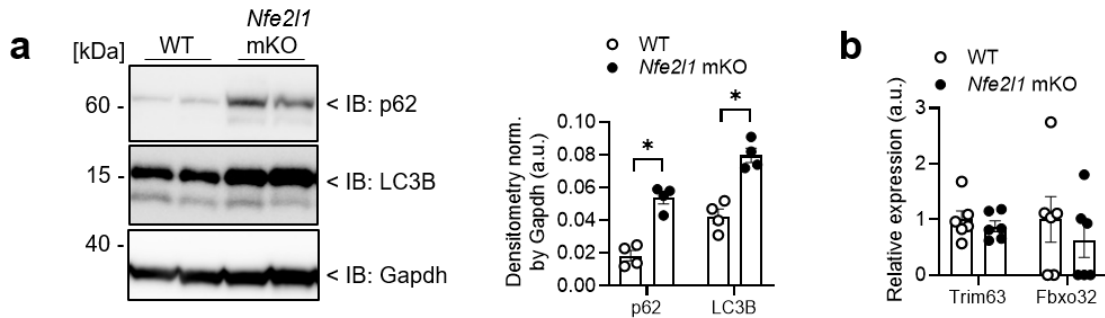 a
[kDa]
WT
Nfe2l1
mKO
60 -
< IB: p62
15 -
< IB: LC3B
40 -
< IB: Gapdh
WT
Nfe2l1 mKO
Densitometry norm.
by Gapdh (a.u.)
0.10
0.08
0.06
0.04
0.02
0.00
*
*
p62
LC3B
b
WT
Nfe2l1 mKO
Relative expression (a.u.)
3
2
1
0
Trim63
Fbxo32